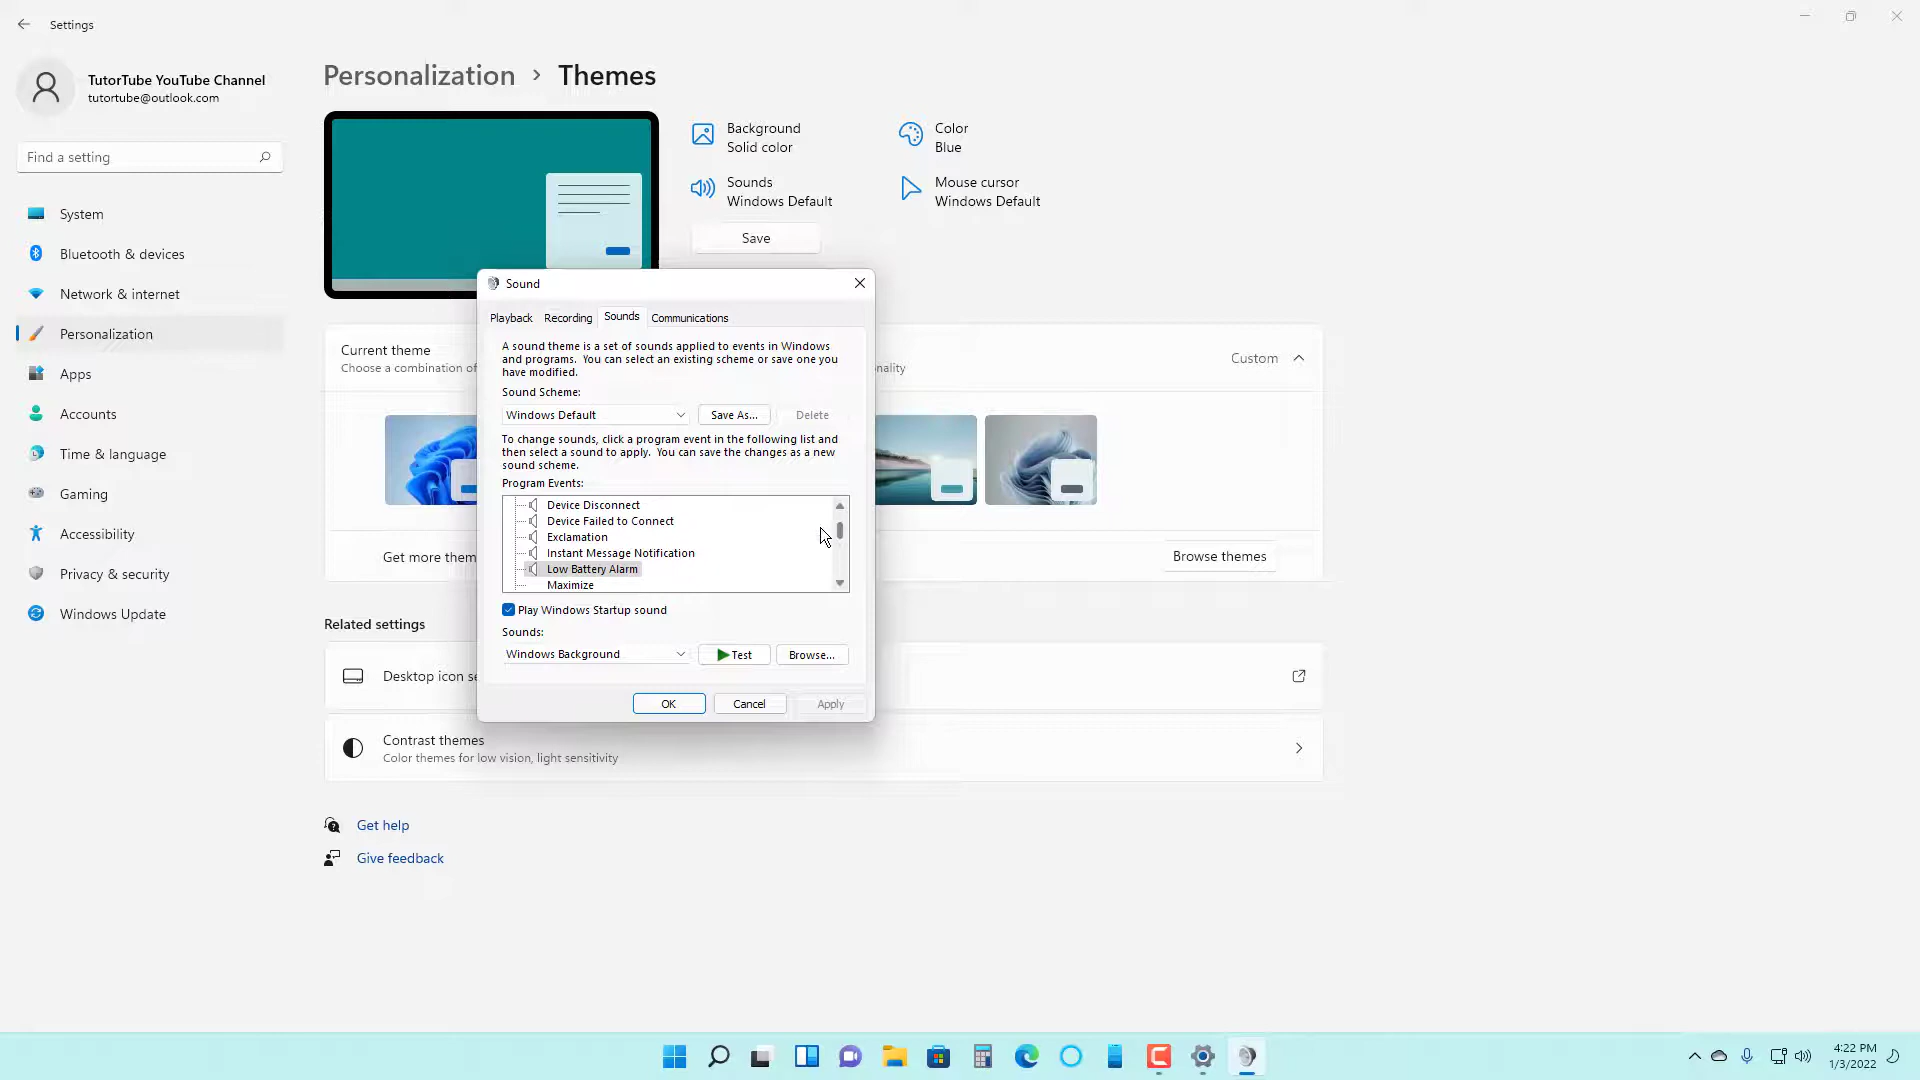 Settings
TutorTube YouTube Channel
tutortube@outlook.com
Find a setting
System
Bluetooth & devices
Network & internet
Personalization
Apps
Accounts
Time & language
Gaming
Accessibility
Privacy & security
Windows Update
Personalization › Themes
Background
Solid color
Color
Blue
Sounds
Windows Default
Mouse cursor
Windows Default
Save
Current theme
Choose a combination of
nality
Custom
Get more them
Browse themes
Related settings
Desktop icon se
Contrast themes
Color themes for low vision, light sensitivity
Get help
Give feedback
Sound
Playback Recording Sounds Communications
A sound theme is a set of sounds applied to events in Windows
and programs. You can select an existing scheme or save one you
have modified.
Sound Scheme:
Windows Default Save As... Delete
To change sounds, click a program event in the following list and
then select a sound to apply. You can save the changes as a new
sound scheme.
Program Events:
Device Disconnect
Device Failed to Connect
Exclamation
Instant Message Notification
Low Battery Alarm
Maximize
Play Windows Startup sound
Sounds:
Windows Background Test Browse...
OK Cancel Apply
4:22 PM
1/3/2022